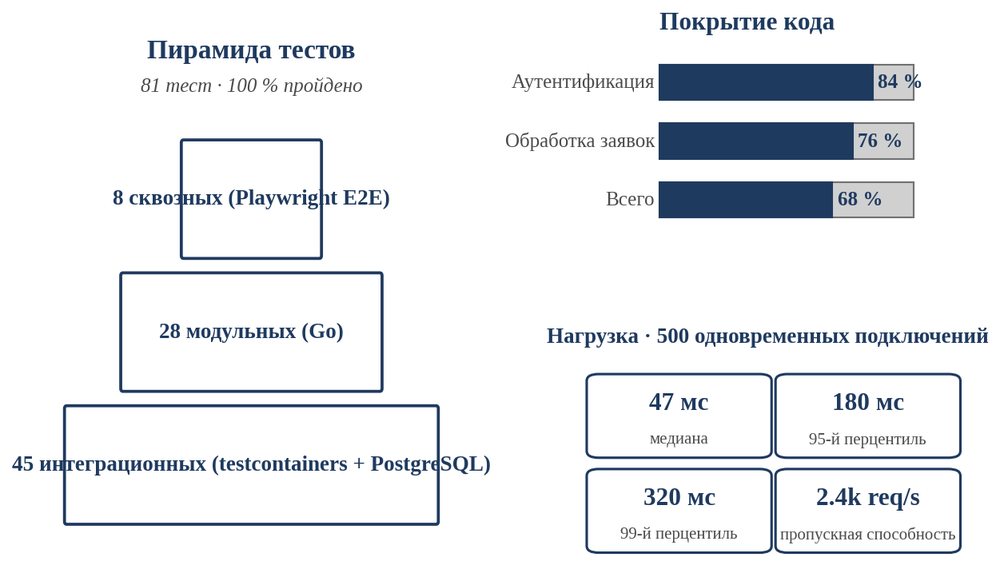 Пирамида тестов
81 тест · 100 % пройдено
8 сквозных (Playwright E2E)
28 модульных (Go)
45 интеграционных (testcontainers + PostgreSQL)
Покрытие кода
Аутентификация 84 %
Обработка заявок 76 %
Всего 68 %
Нагрузка · 500 одновременных подключений
47 мс
медиана
180 мс
95-й перцентиль
320 мс
99-й перцентиль
2.4k req/s
пропускная способность